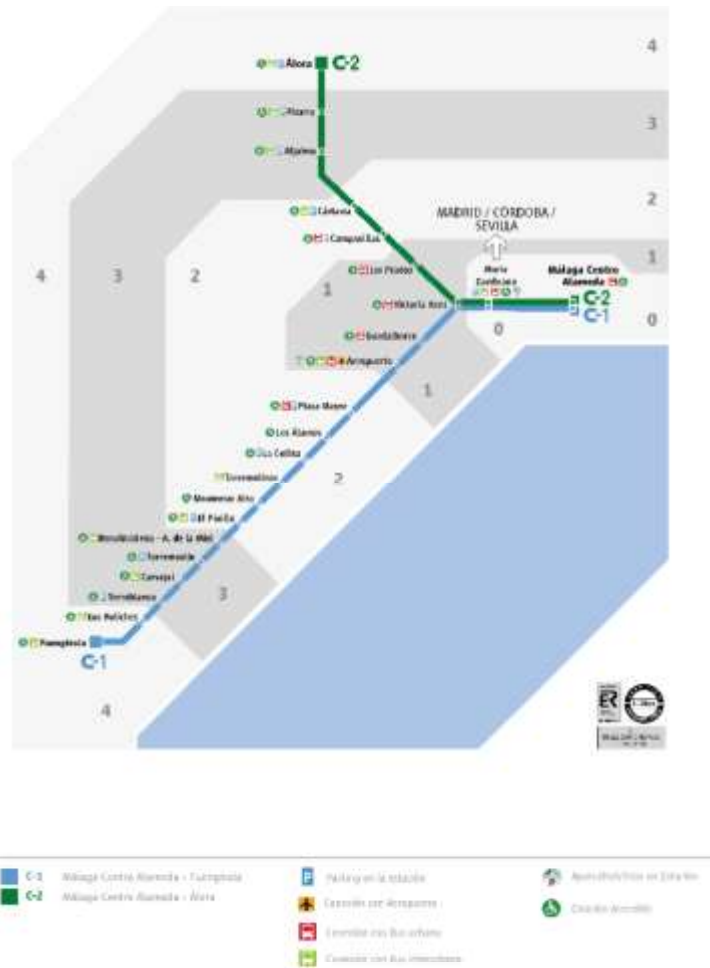 4
Álora C-2
Pizarra
3
Aljaima
2
Cártama
MADRID / CÓRDOBA /
SEVILLA
Campanillas
1
María
Zambrano
Málaga Centro
Alameda
4
3
2
1
Los Prados
C-2
Victoria Kent
C-1
0
0
Guadalhorce
Aeropuerto
1
Plaza Mayor
Los Álamos
La Colina
2
Torremolinos
Montemar Alto
El Pinillo
Benalmádena - A. de la Miel
Torremuelle
Carvajal
3
Torreblanca
Los Boliches
Fuengirola
C-1
4
ER
C-1 Málaga Centro Alameda - Fuengirola
C-2 Málaga Centro Alameda - Álora
Parking en la estación
Conexión con Aeropuerto
Conexión con Bus urbano
Conexión con Bus interurbano
Estación Accesible